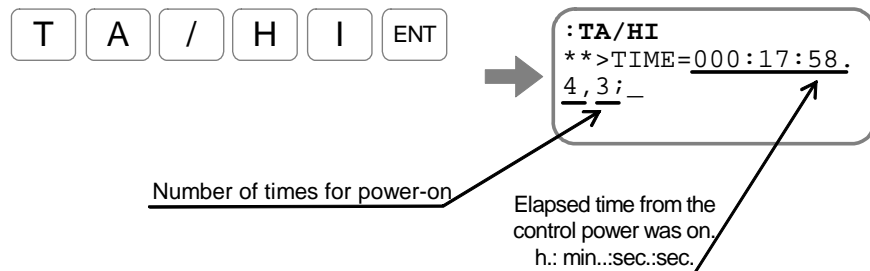 T A / H I ENT
:TA/HI
**>TIME=000:17:58.
4,3;_
Number of times for power-on
Elapsed time from the
control power was on.
h.: min..:sec.:sec.